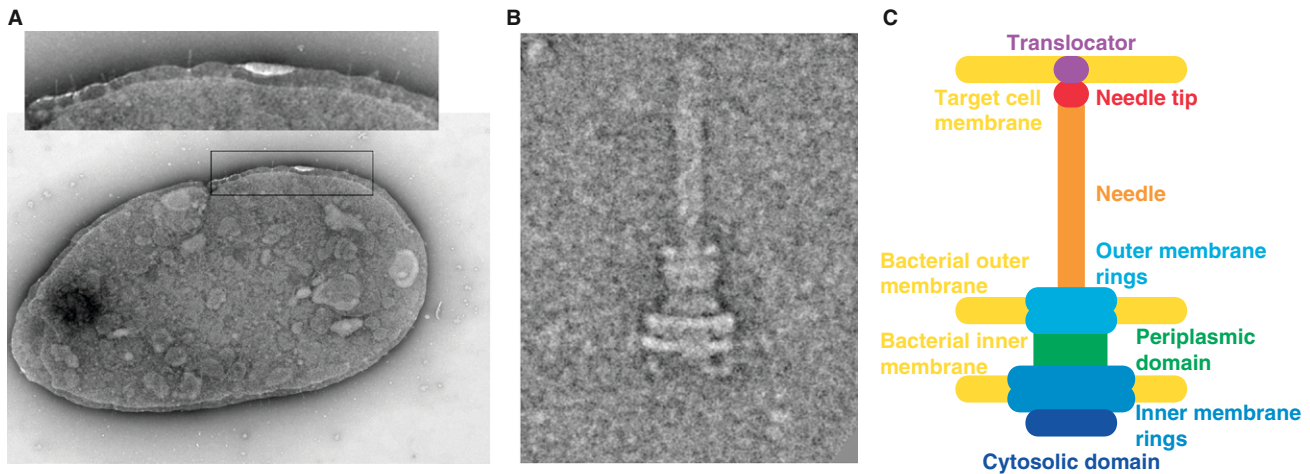 A
B
C
Translocator
Target cell
membrane
Needle tip
Needle
Bacterial outer
membrane
Outer membrane
rings
Bacterial inner
membrane
Periplasmic
domain
Inner membrane
rings
Cytosolic domain